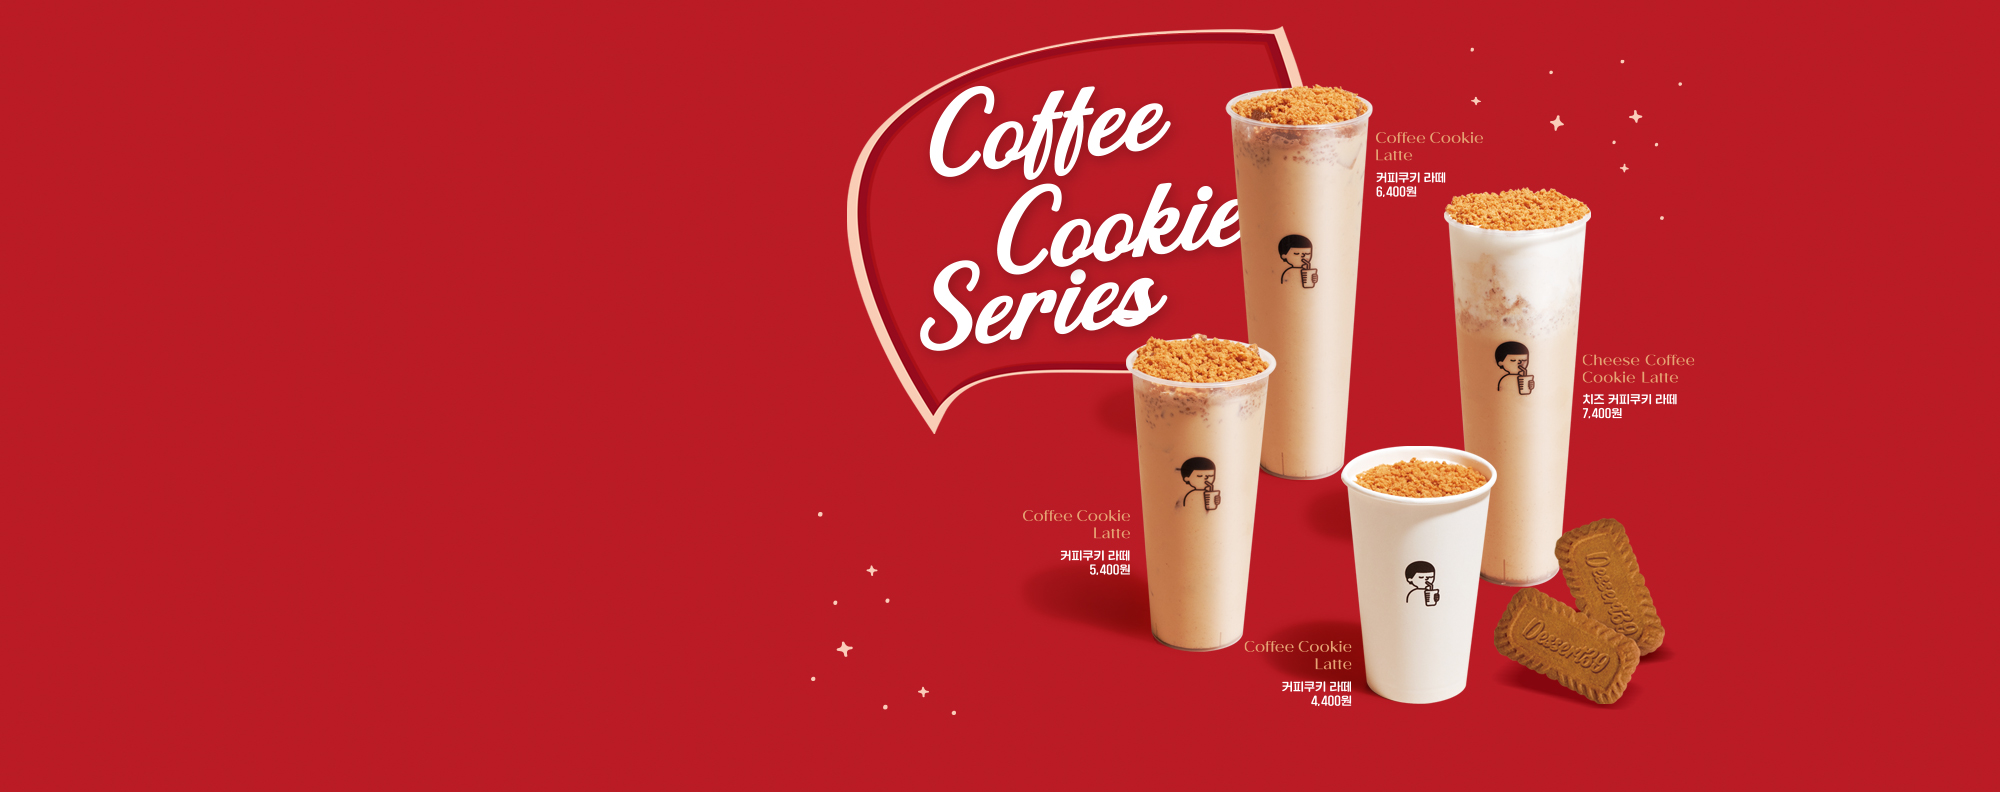 Coffee
Cookie
Series
Coffee Cookie
Latte
커피쿠키 라떼
6,400원
Cheese Coffee
Cookie Latte
치즈 커피쿠키 라떼
7,400원
Coffee Cookie
Latte
커피쿠키 라떼
5,400원
Coffee Cookie
Latte
커피쿠키 라떼
4,400원
Dessert39
Dessert39